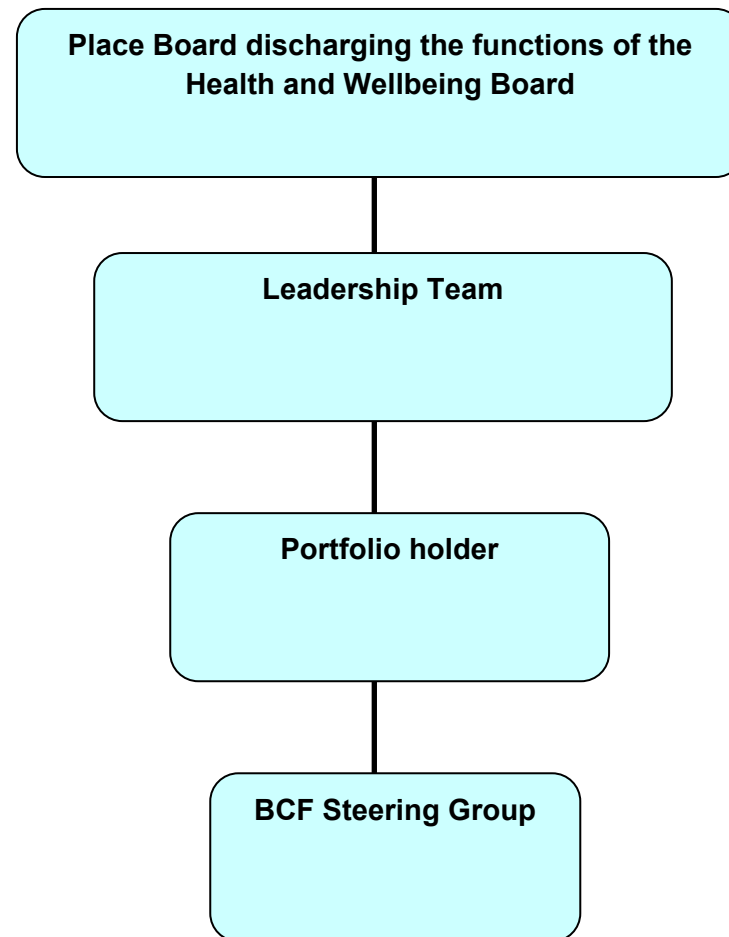 Place Board discharging the functions of the
Health and Wellbeing Board
Leadership Team
Portfolio holder
BCF Steering Group